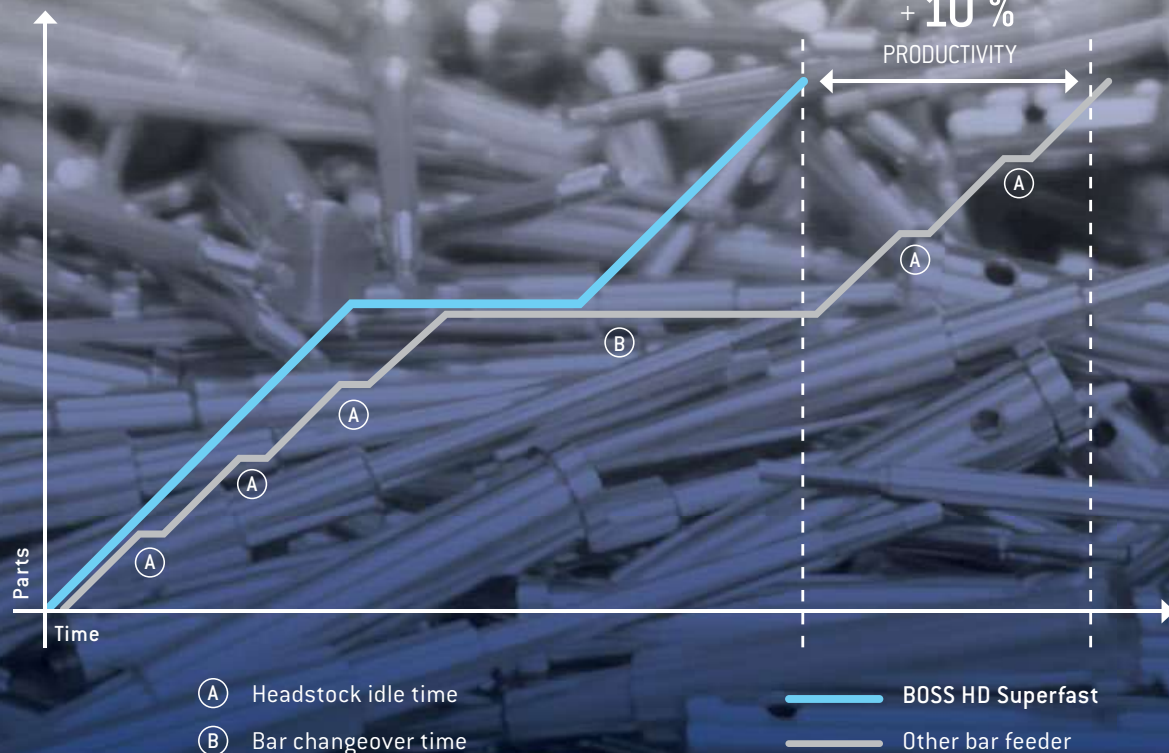 + 10 %
PRODUCTIVITY
A
A
B
A
A
A
Parts
Time
A Headstock idle time
BOSS HD Superfast
B Bar changeover time
Other bar feeder